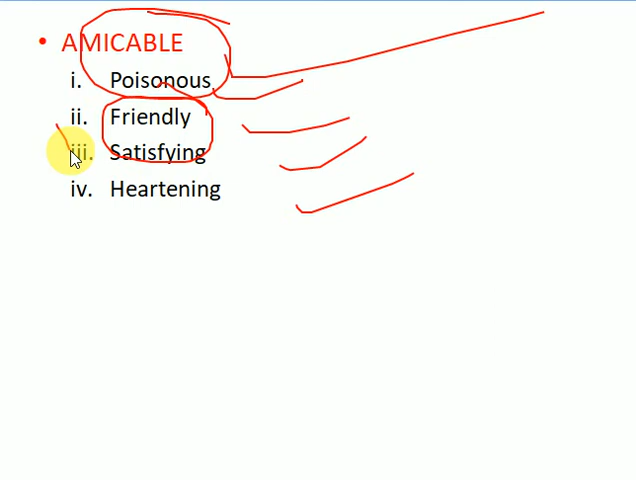 • AMICABLE
i. Poisonous
ii. Friendly
iii. Satisfying
iv. Heartening